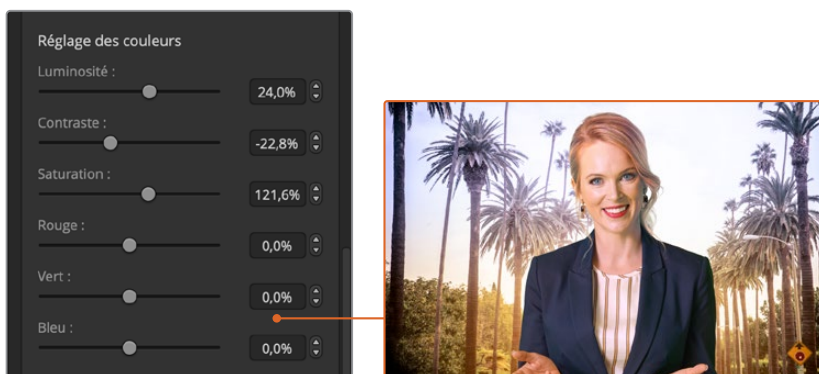 Réglage des couleurs
Luminosité :
24,0%
Contraste :
-22,8%
Saturation :
121,6%
Rouge :
0,0%
Vert :
0,0%
Bleu :
0,0%